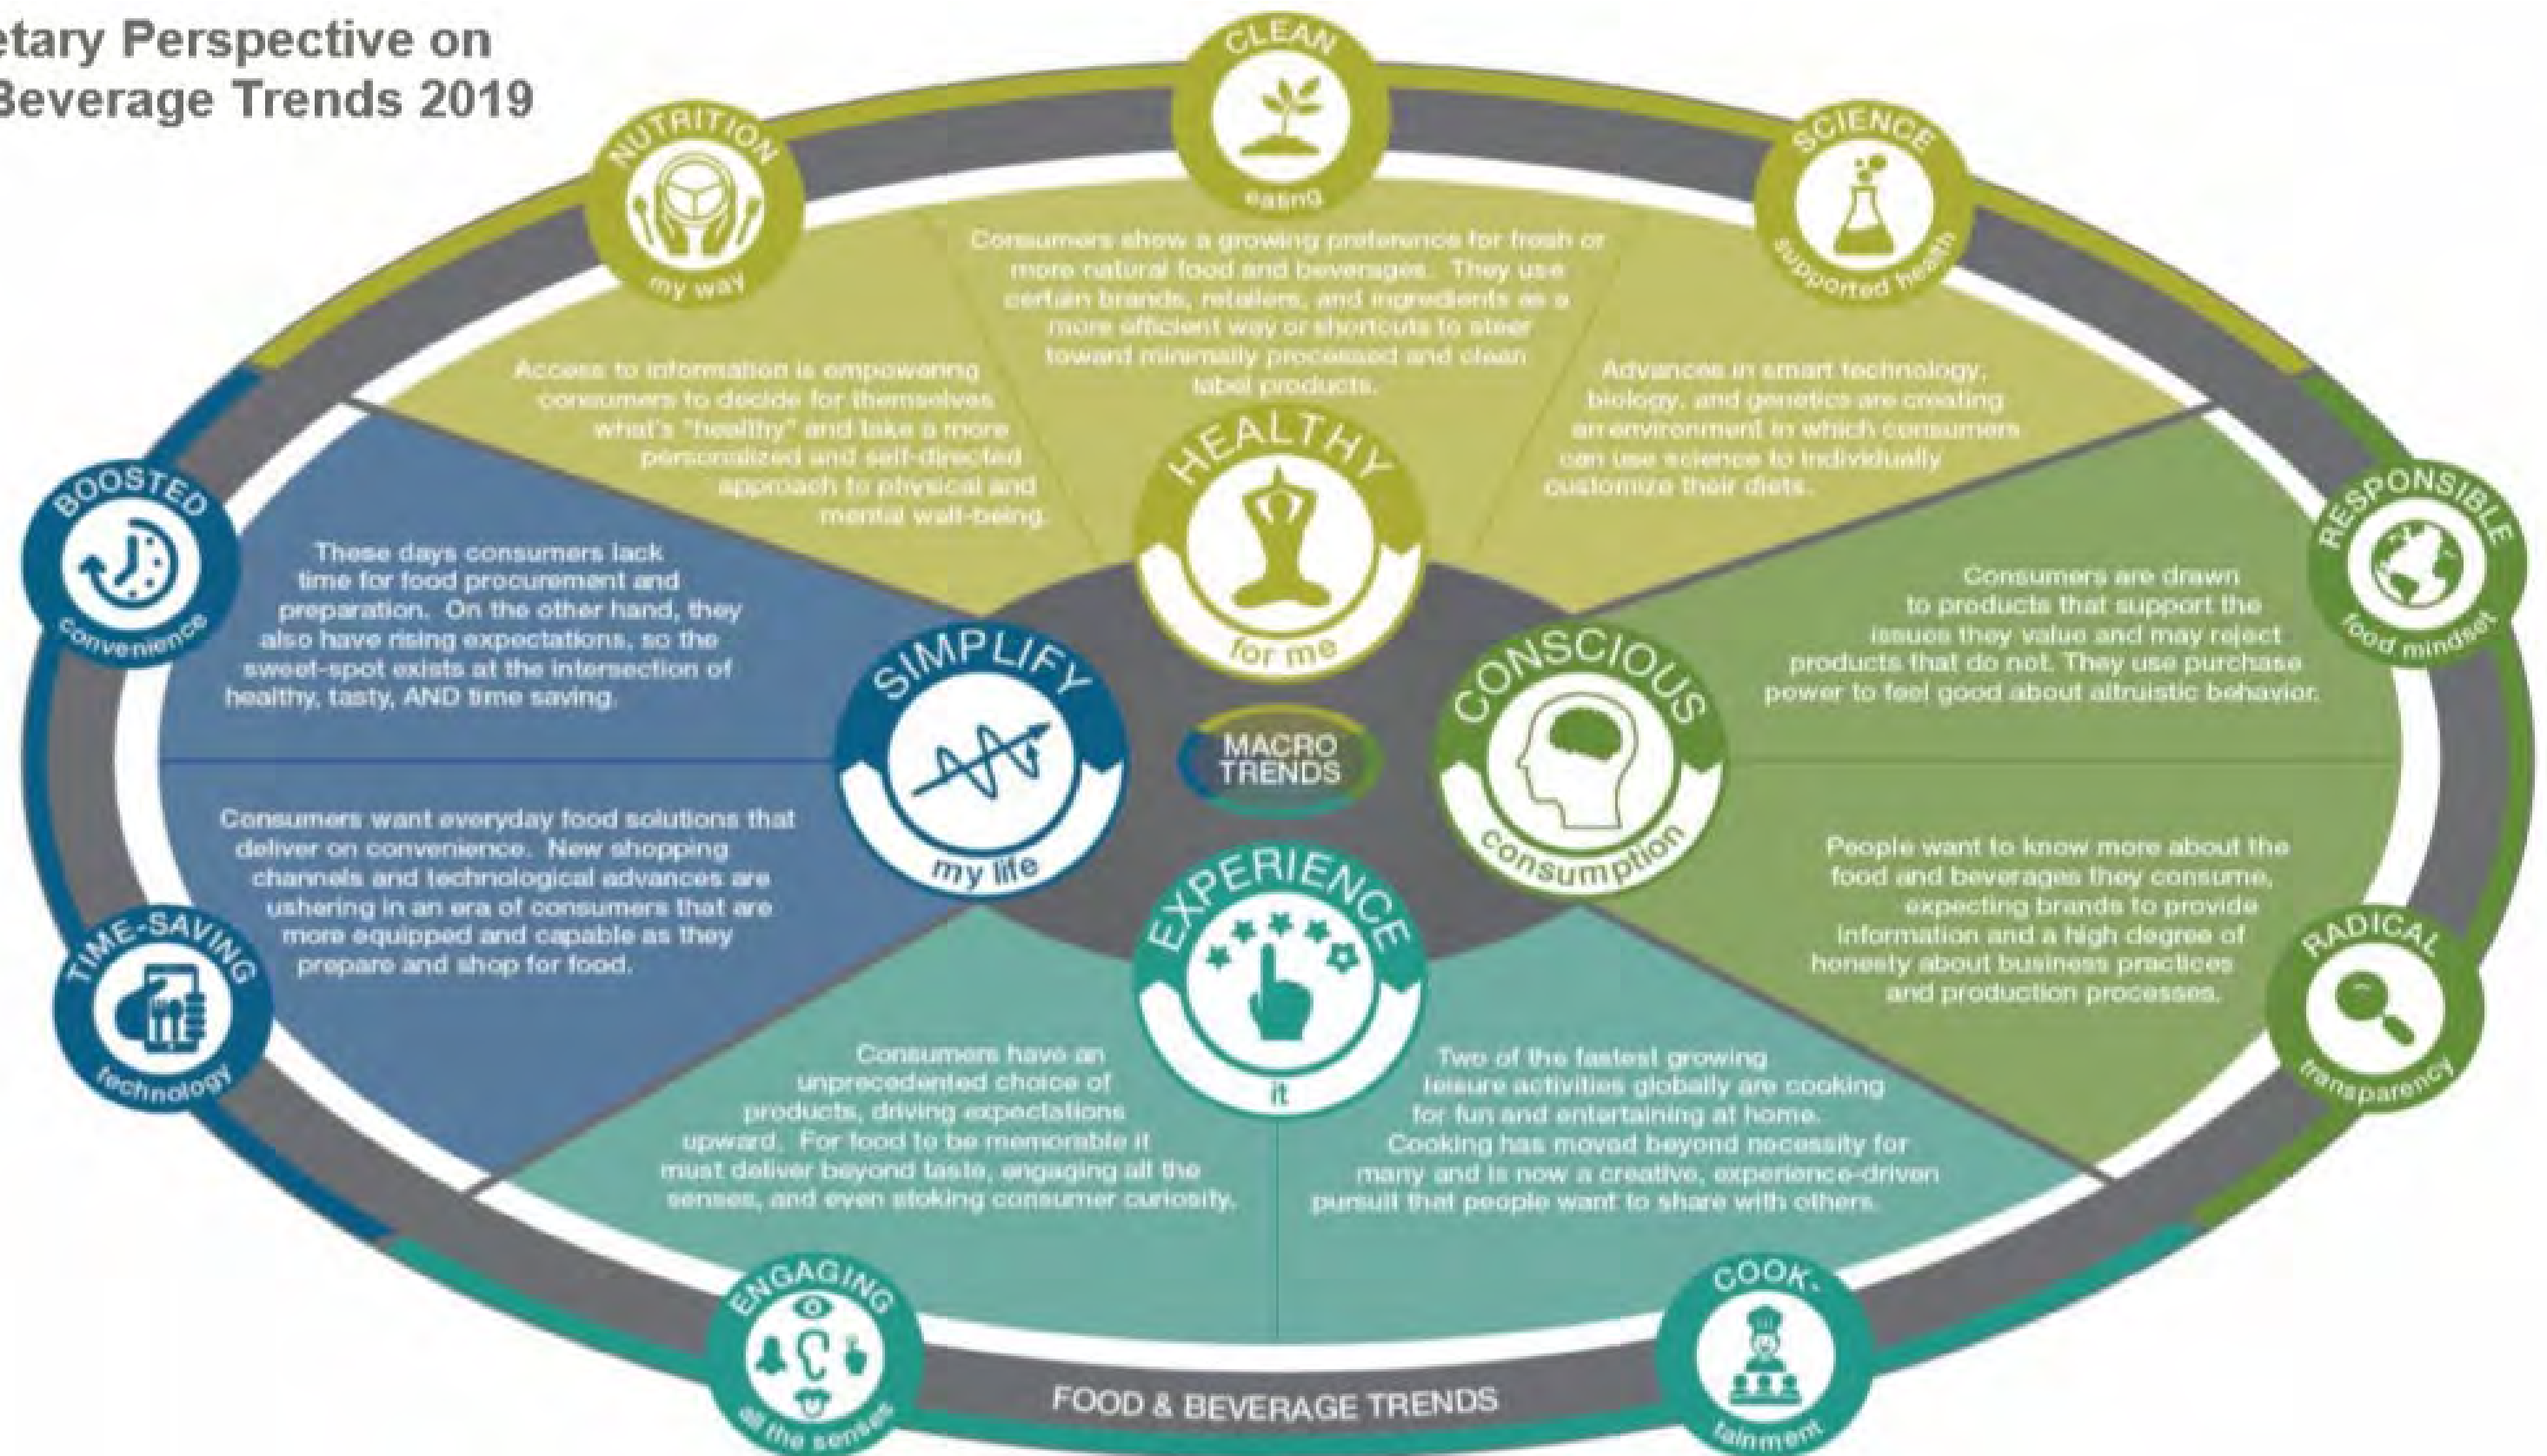 etary Perspective on
Beverage Trends 2019
CLEAN
eating
NUTRITION
my way
SCIENCE
supported health
Consumers show a growing preference for fresh or
more natural food and beverages. They use
certain brands, retailers, and ingredients as a
more efficient way or shortcuts to steer
toward minimally processed and clean
label products.
Access to information is empowering
consumers to decide for themselves
what's "healthy" and take a more
personalized and self-directed
approach to physical and
mental well-being.
Advances in smart technology,
biology, and genetics are creating
an environment in which consumers
can use science to individually
customize their diets.
HEALTHY
for me
BOOSTED
convenience
These days consumers lack
time for food procurement and
preparation. On the other hand, they
also have rising expectations, so the
sweet-spot exists at the intersection of
healthy, tasty, AND time saving.
SIMPLIFY
my life
MACRO
TRENDS
CONSCIOUS
consumption
Consumers are drawn
to products that support the
issues they value and may reject
products that do not. They use purchase
power to feel good about altruistic behavior.
RESPONSIBLE
food mindset
Consumers want everyday food solutions that
deliver on convenience. New shopping
channels and technological advances are
ushering in an era of consumers that are
more equipped and capable as they
prepare and shop for food.
TIME-SAVING
technology
People want to know more about the
food and beverages they consume,
expecting brands to provide
information and a high degree of
honesty about business practices
and production processes.
RADICAL
transparency
EXPERIENCE
it
Consumers have an
unprecedented choice of
products, driving expectations
upward. For food to be memorable it
must deliver beyond taste, engaging all the
senses, and even stoking consumer curiosity.
Two of the fastest growing
leisure activities globally are cooking
for fun and entertaining at home.
Cooking has moved beyond necessity for
many and is now a creative, experience-driven
pursuit that people want to share with others.
ENGAGING
all the senses
COOK-
tainment
FOOD & BEVERAGE TRENDS